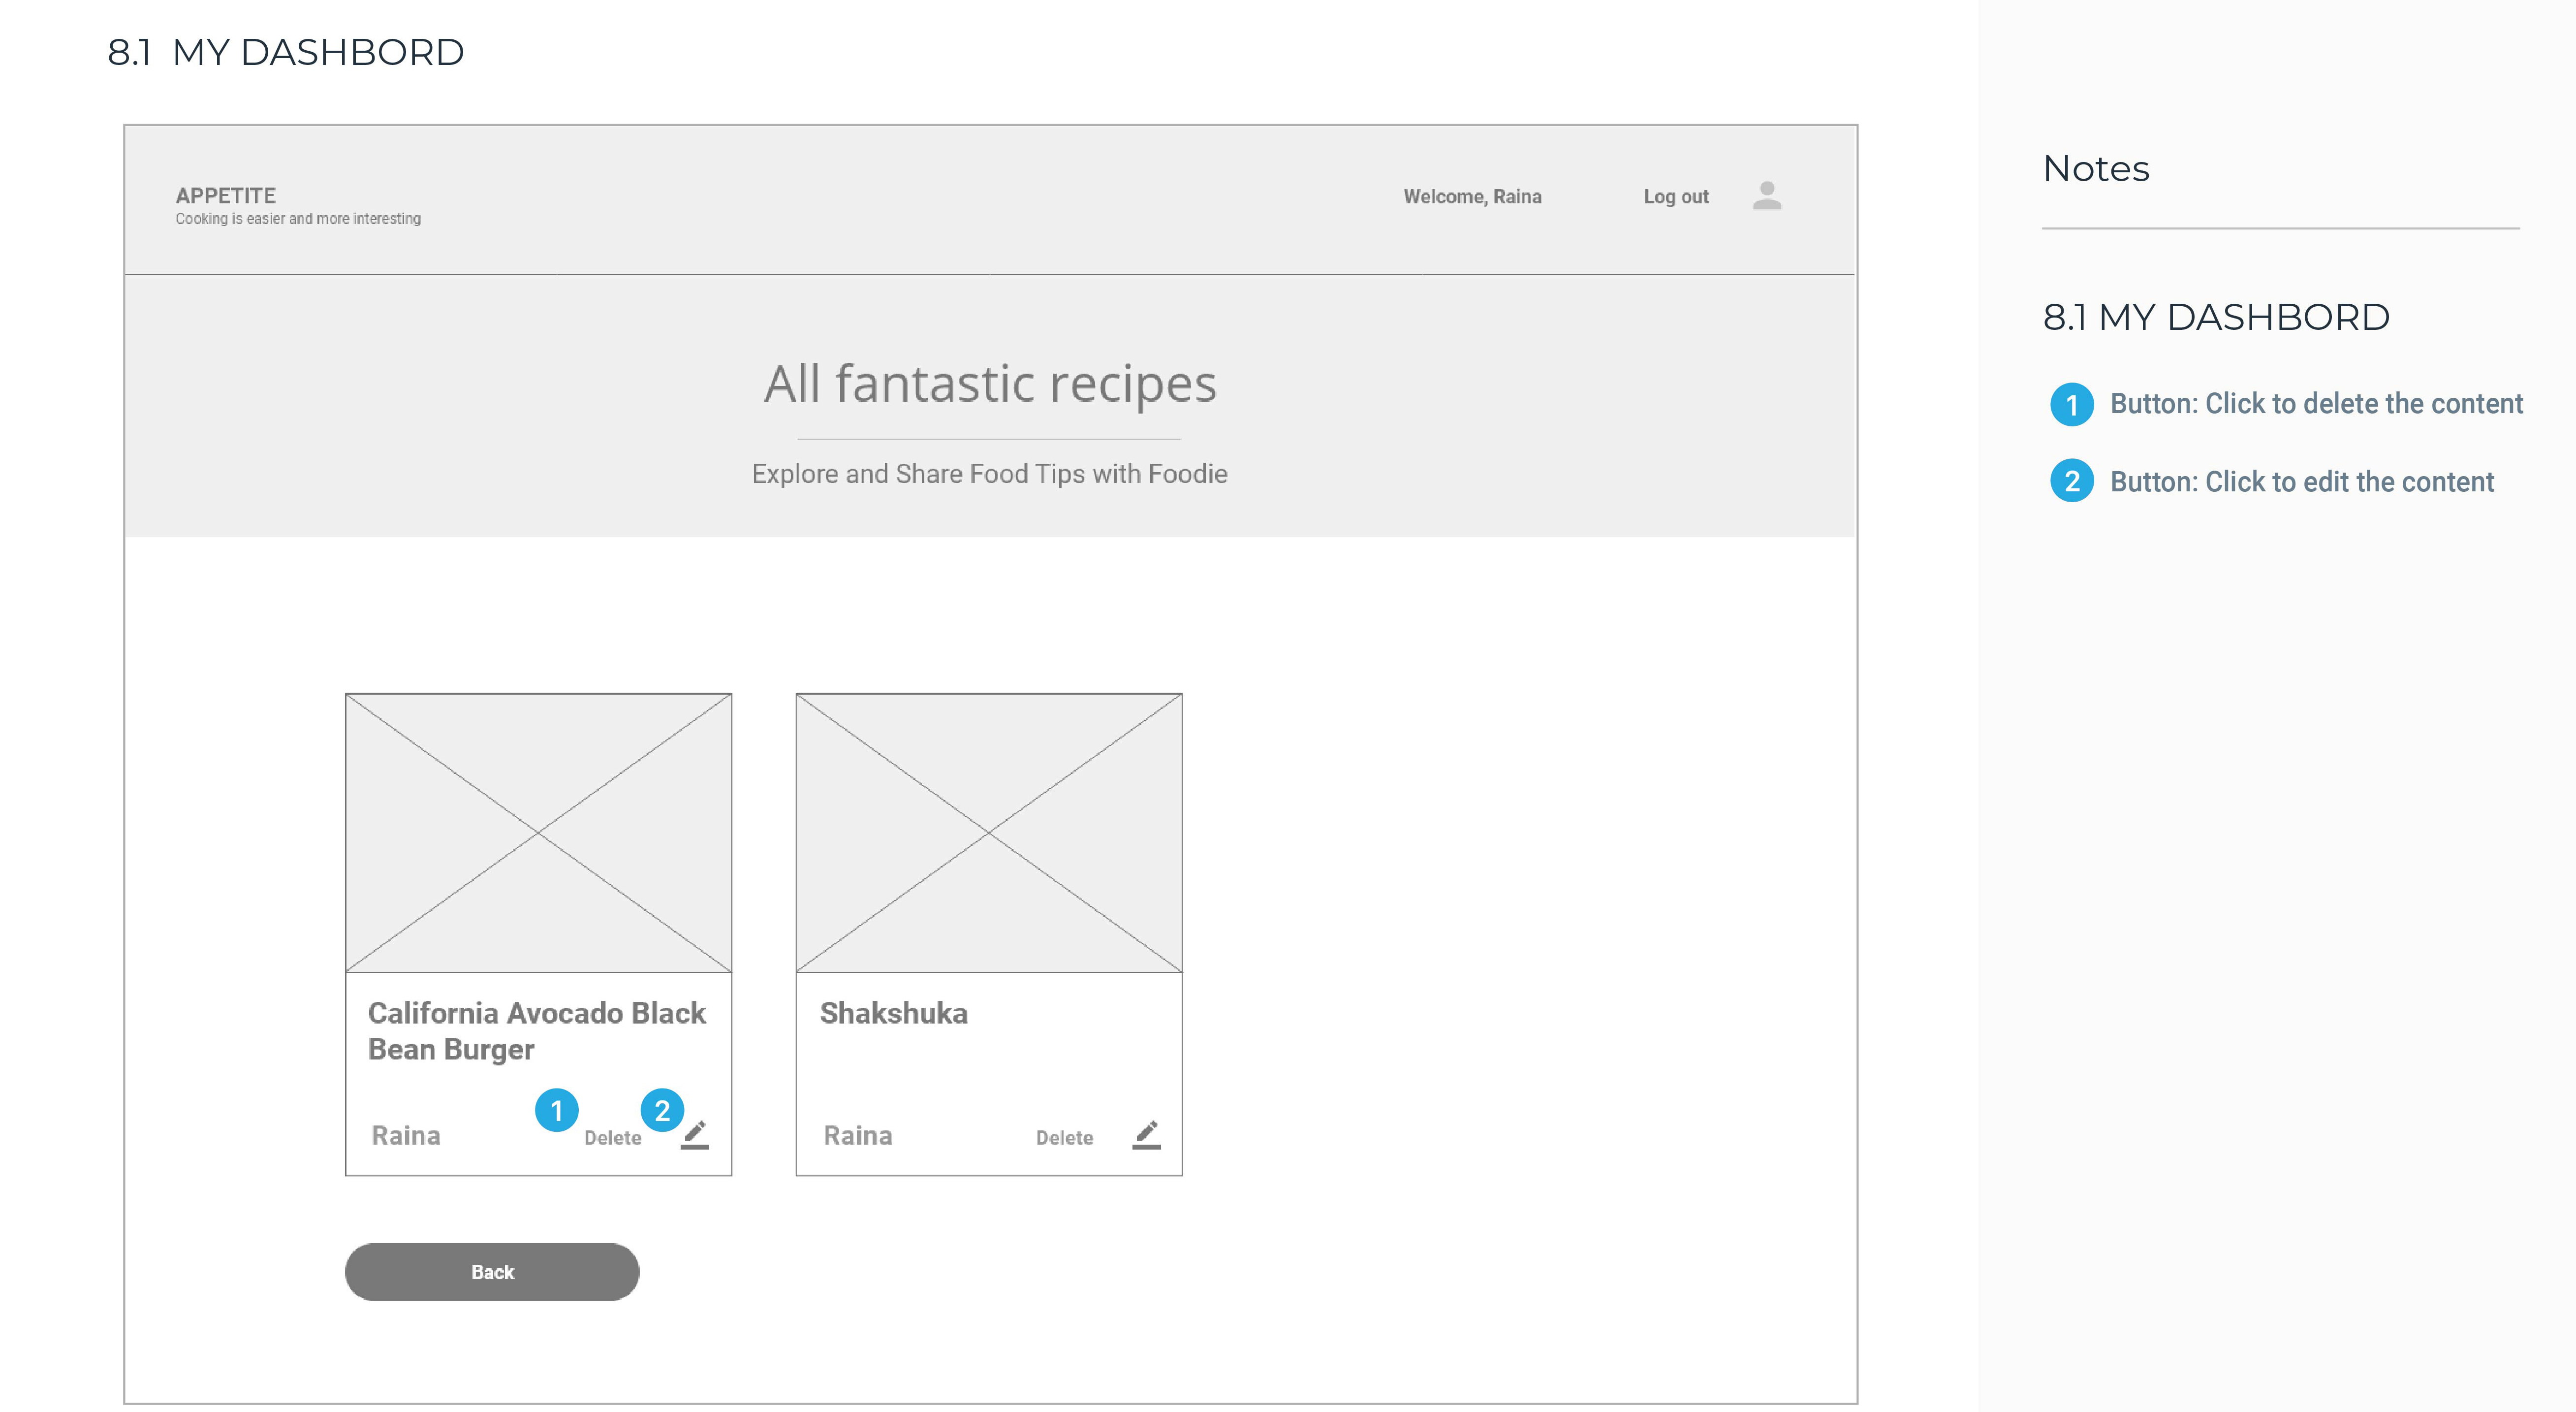 8.1 MY DASHBORD
APPETITE
Cooking is easier and more interesting
Welcome, Raina
Log out
All fantastic recipes
Explore and Share Food Tips with Foodie
California Avocado Black
Bean Burger
1
2
Raina
Delete
Shakshuka
Raina
Delete
Back
Notes
8.1 MY DASHBORD
1 Button: Click to delete the content
2 Button: Click to edit the content